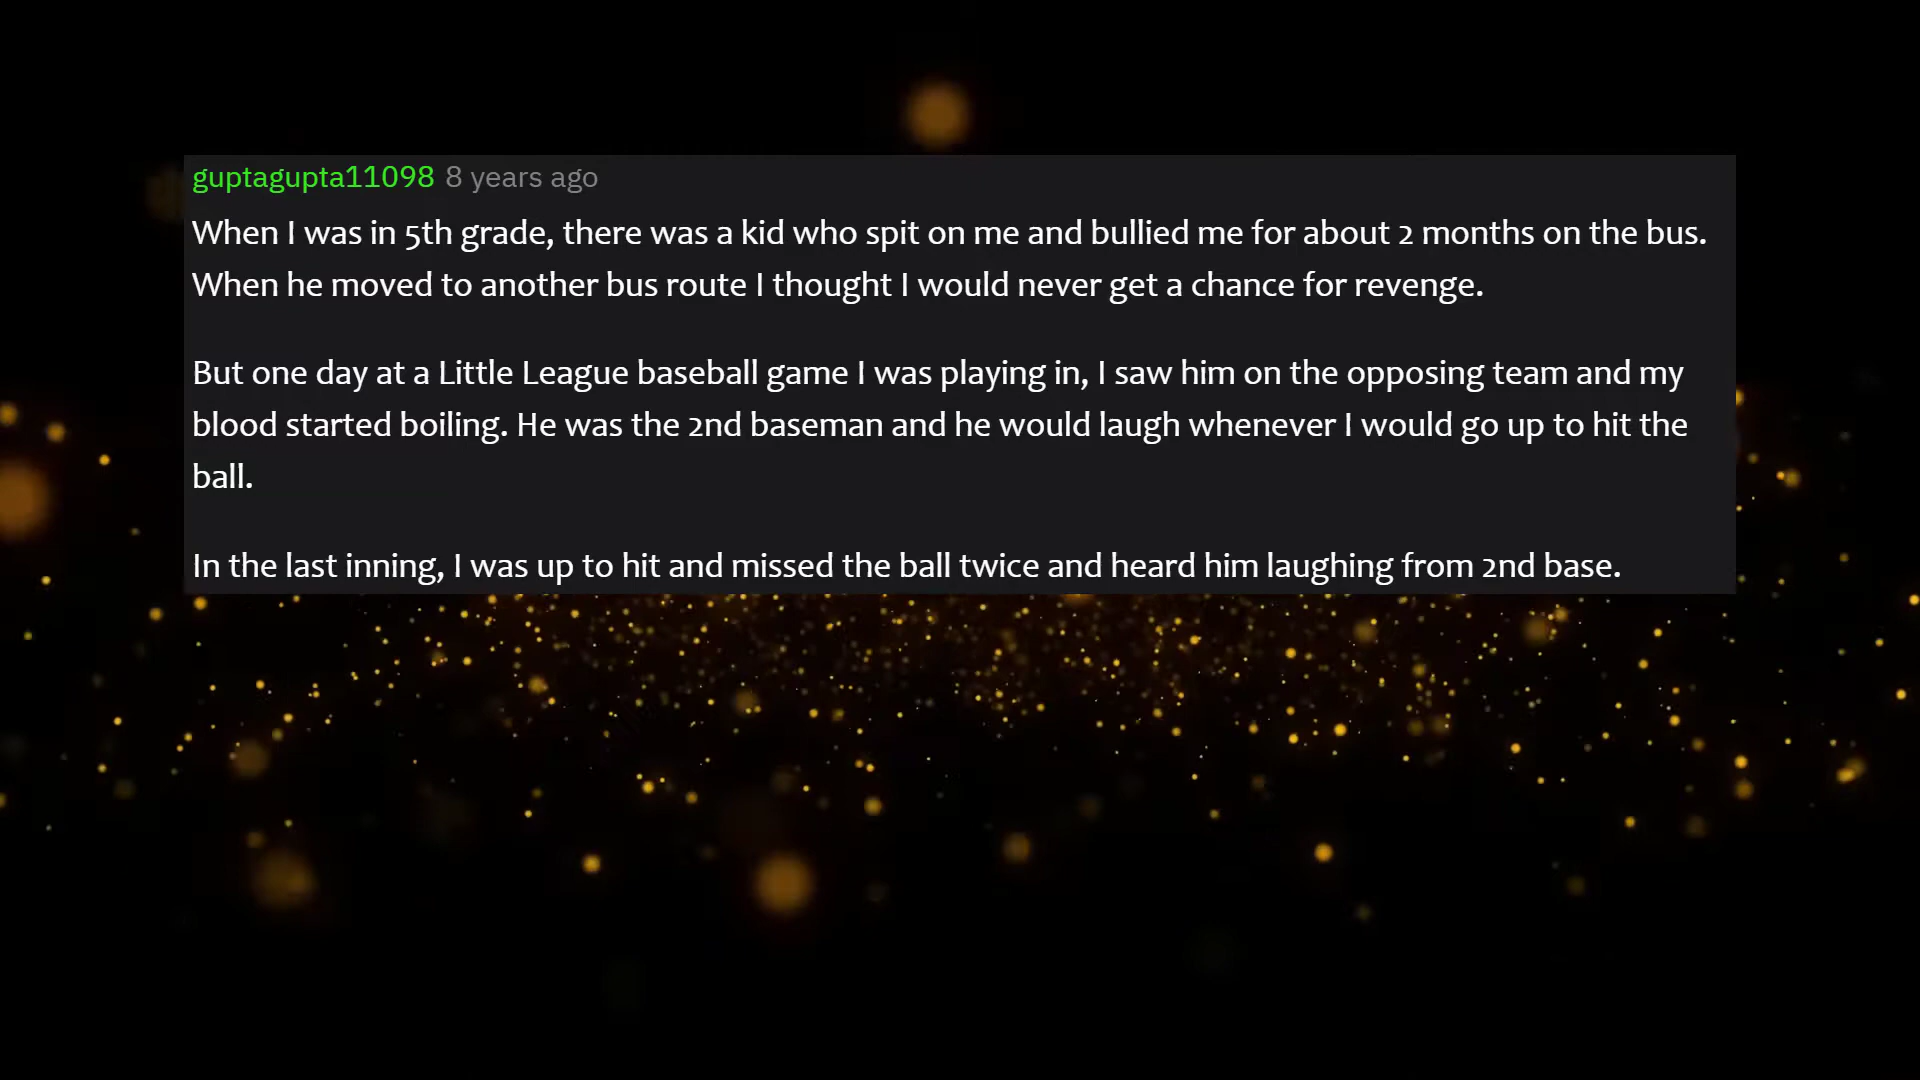 guptagupta11098 8 years ago
When I was in 5th grade, there was a kid who spit on me and bullied me for about 2 months on the bus.
When he moved to another bus route I thought I would never get a chance for revenge.
But one day at a Little League baseball game I was playing in, I saw him on the opposing team and my
blood started boiling. He was the 2nd baseman and he would laugh whenever I would go up to hit the
ball.
In the last inning, I was up to hit and missed the ball twice and heard him laughing from 2nd base.